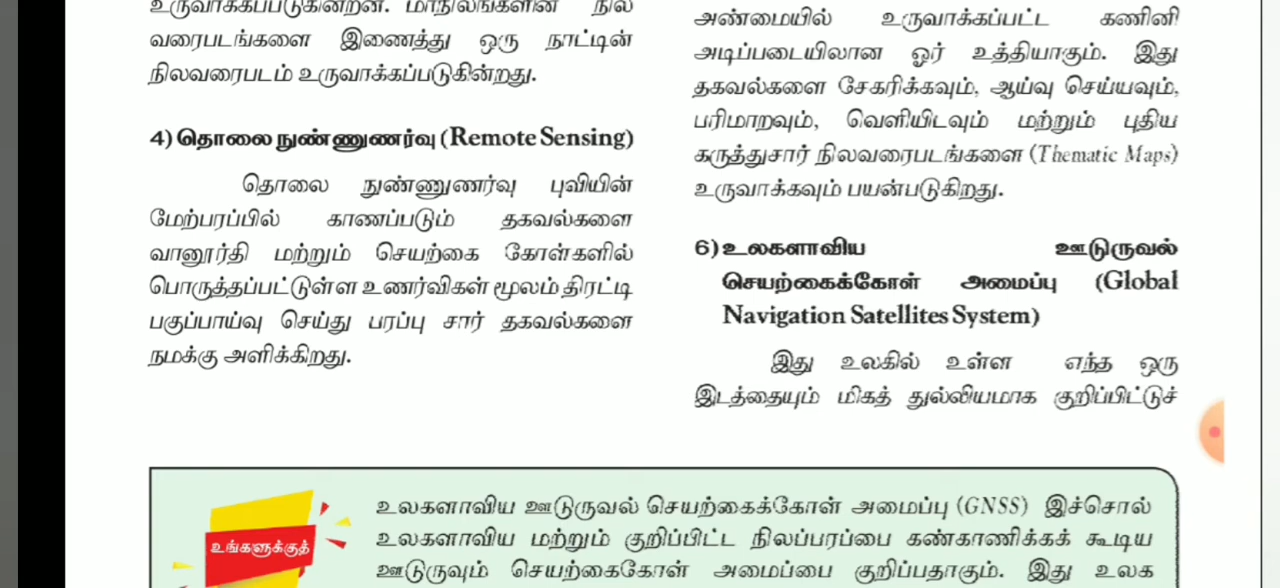 உருவாக்கப்படுகின்றன. மாநிலங்களின் நில
வரைபடங்களை இணைத்து ஒரு நாட்டின்
நிலவரைபடம் உருவாக்கப்படுகின்றது.
4) தொலை நுண்ணுணர்வு (Remote Sensing)
தொலை நுண்ணுணர்வு புவியின்
மேற்பரப்பில் காணப்படும் தகவல்களை
வானூர்தி மற்றும் செயற்கை கோள்களில்
பொருத்தப்பட்டுள்ள உணர்விகள் மூலம் திரட்டி
பகுப்பாய்வு செய்து பரப்பு சார் தகவல்களை
நமக்கு அளிக்கிறது.
அண்மையில் உருவாக்கப்பட்ட கணினி
அடிப்படையிலான ஓர் உத்தியாகும். இது
தகவல்களை சேகரிக்கவும், ஆய்வு செய்யவும்,
பரிமாறவும், வெளியிடவும் மற்றும் புதிய
கருத்துசார் நிலவரைபடங்களை (Thematic Maps)
உருவாக்கவும் பயன்படுகிறது.
6) உலகளாவிய ஊடுருவல்
செயற்கைக்கோள் அமைப்பு (Global
Navigation Satellites System)
இது உலகில் உள்ள எந்த ஒரு
இடத்தையும் மிகத் துல்லியமாக குறிப்பிட்டுச்
உங்களுக்குத்
உலகளாவிய ஊடுருவல் செயற்கைக்கோள் அமைப்பு (GNSS) இச்சொல்
உலகளாவிய மற்றும் குறிப்பிட்ட நிலப்பரப்பை கண்காணிக்கக் கூடிய
ஊடுருவும் செயற்கைகோள் அமைப்பை குறிப்பதாகும். இது உலக